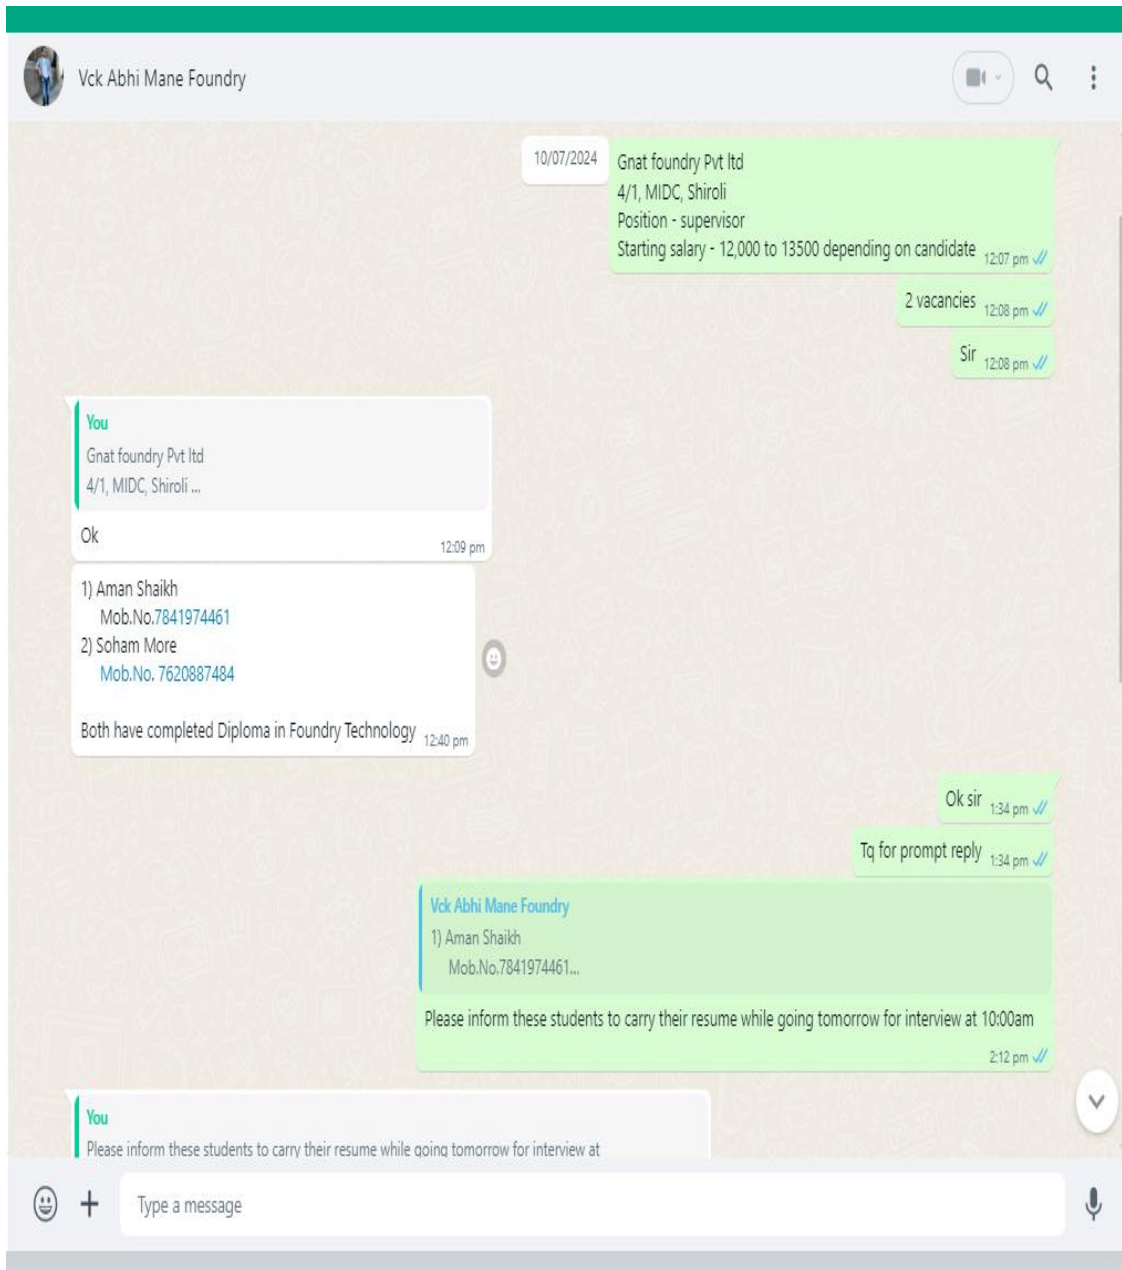 Vck Abhi Mane Foundry
10/07/2024
Gnat foundry Pvt ltd
4/1, MIDC, Shiroli
Position - supervisor
Starting salary - 12,000 to 13500 depending on candidate 12:07 pm
2 vacancies 12:08 pm
Sir 12:08 pm
You
Gnat foundry Pvt ltd
4/1, MIDC, Shiroli ...
Ok 12:09 pm
1) Aman Shaikh
Mob.No.7841974461
2) Soham More
Mob.No. 7620887484
Both have completed Diploma in Foundry Technology 12:40 pm
Ok sir 1:34 pm
Tq for prompt reply 1:34 pm
Vck Abhi Mane Foundry
1) Aman Shaikh
Mob.No.7841974461...
Please inform these students to carry their resume while going tomorrow for interview at 10:00am
2:12 pm
You
Please inform these students to carry their resume while going tomorrow for interview at
Type a message